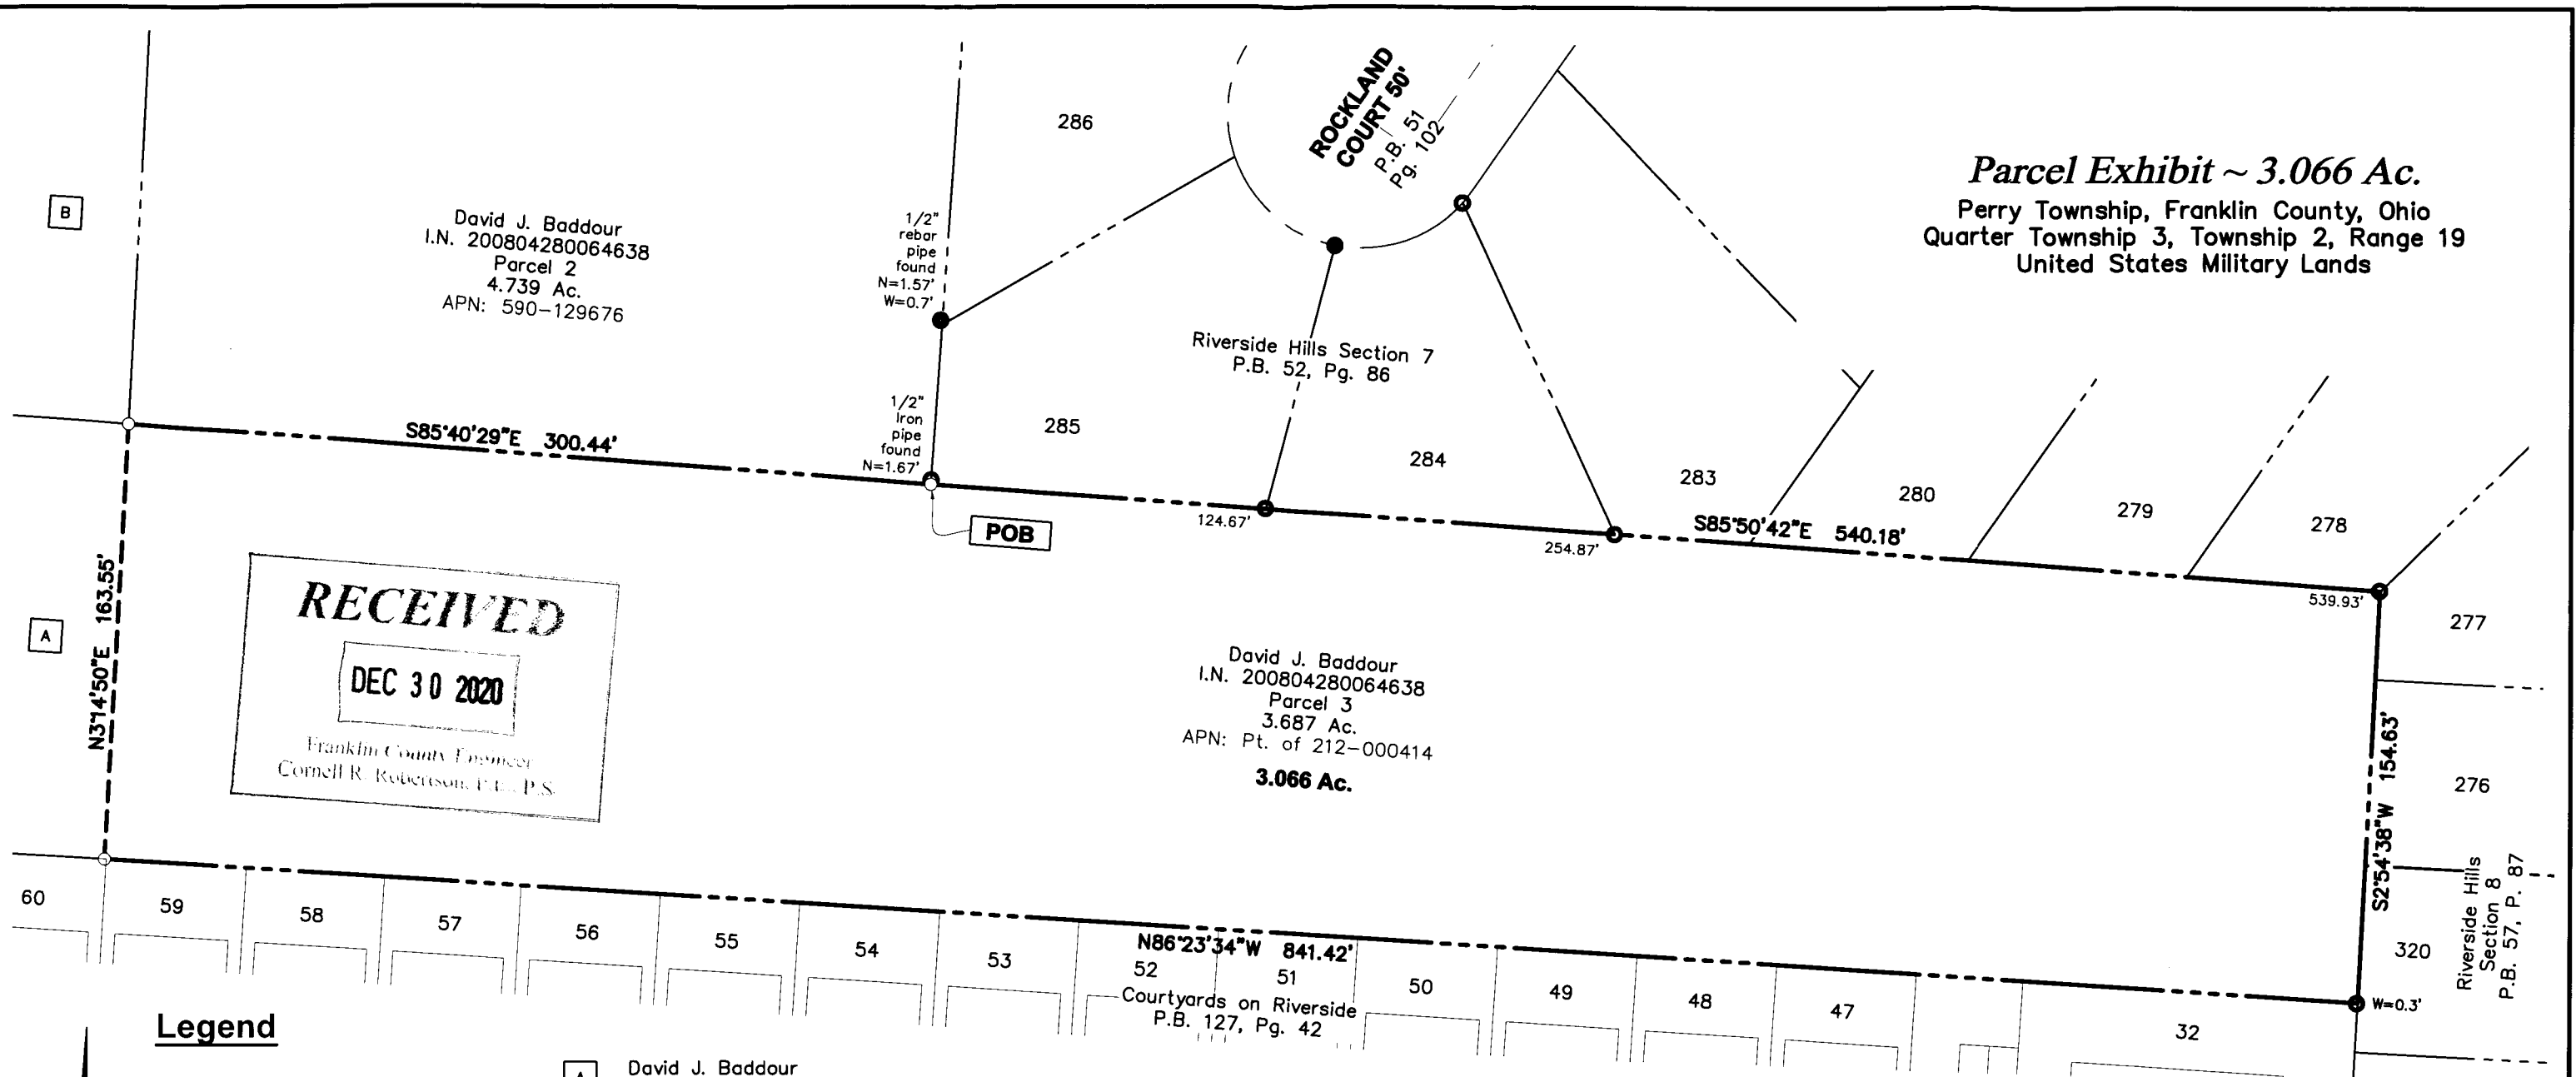 Parcel Exhibit ~ 3.066 Ac.
Perry Township, Franklin County, Ohio
Quarter Township 3, Township 2, Range 19
United States Military Lands
ROCKLAND
COURT 50'
P.B. 51
Pg. 102
286
B
David J. Baddour
I.N. 200804280064638
Parcel 2
4.739 Ac.
APN: 590-129676
1/2"
rebar
pipe
found
N=1.57'
W=0.7'
Riverside Hills Section 7
P.B. 52, Pg. 86
1/2"
Iron
pipe
found
N=1.67'
285
284
283
280
279
278
277
276
320
S85°40'29"E 300.44'
POB
124.67'
254.87'
S85°50'42"E 540.18'
539.93'
A
N3°14'50"E 163.55'
RECEIVED
DEC 30 2020
Franklin County Engineer
Cornell R. Robertson, P.E., P.S.
David J. Baddour
I.N. 200804280064638
Parcel 3
3.687 Ac.
APN: Pt. of 212-000414
3.066 Ac.
S2°54'38"W 154.63'
Riverside Hills
Section 8
P.B. 57, P. 87
W=0.3'
N86°23'34"W 841.42'
60
59
58
57
56
55
54
53
52
51
50
49
48
47
32
Courtyards on Riverside
P.B. 127, Pg. 42
Legend
A
David J. Baddour